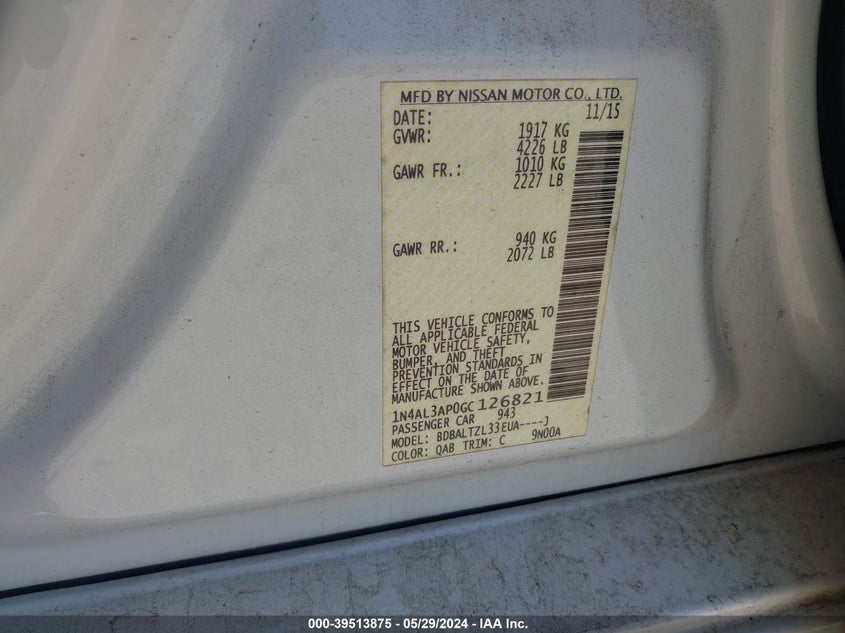 MFD BY NISSAN MOTOR CO., LTD.
DATE: 11/15
GVWR: 1917 KG
4226 LB
GAWR FR.: 1010 KG
2227 LB
GAWR RR.: 940 KG
2072 LB
THIS VEHICLE CONFORMS TO
ALL APPLICABLE FEDERAL
MOTOR VEHICLE SAFETY,
BUMPER, AND THEFT
PREVENTION STANDARDS IN
EFFECT ON THE DATE OF
MANUFACTURE SHOWN ABOVE.
1N4AL3AP0GC126821
PASSENGER CAR 943
MODEL: BDBALTZL33EUA----J
COLOR: QAB TRIM: C 9N00A
000-39513875 - 05/29/2024 - IAA Inc.